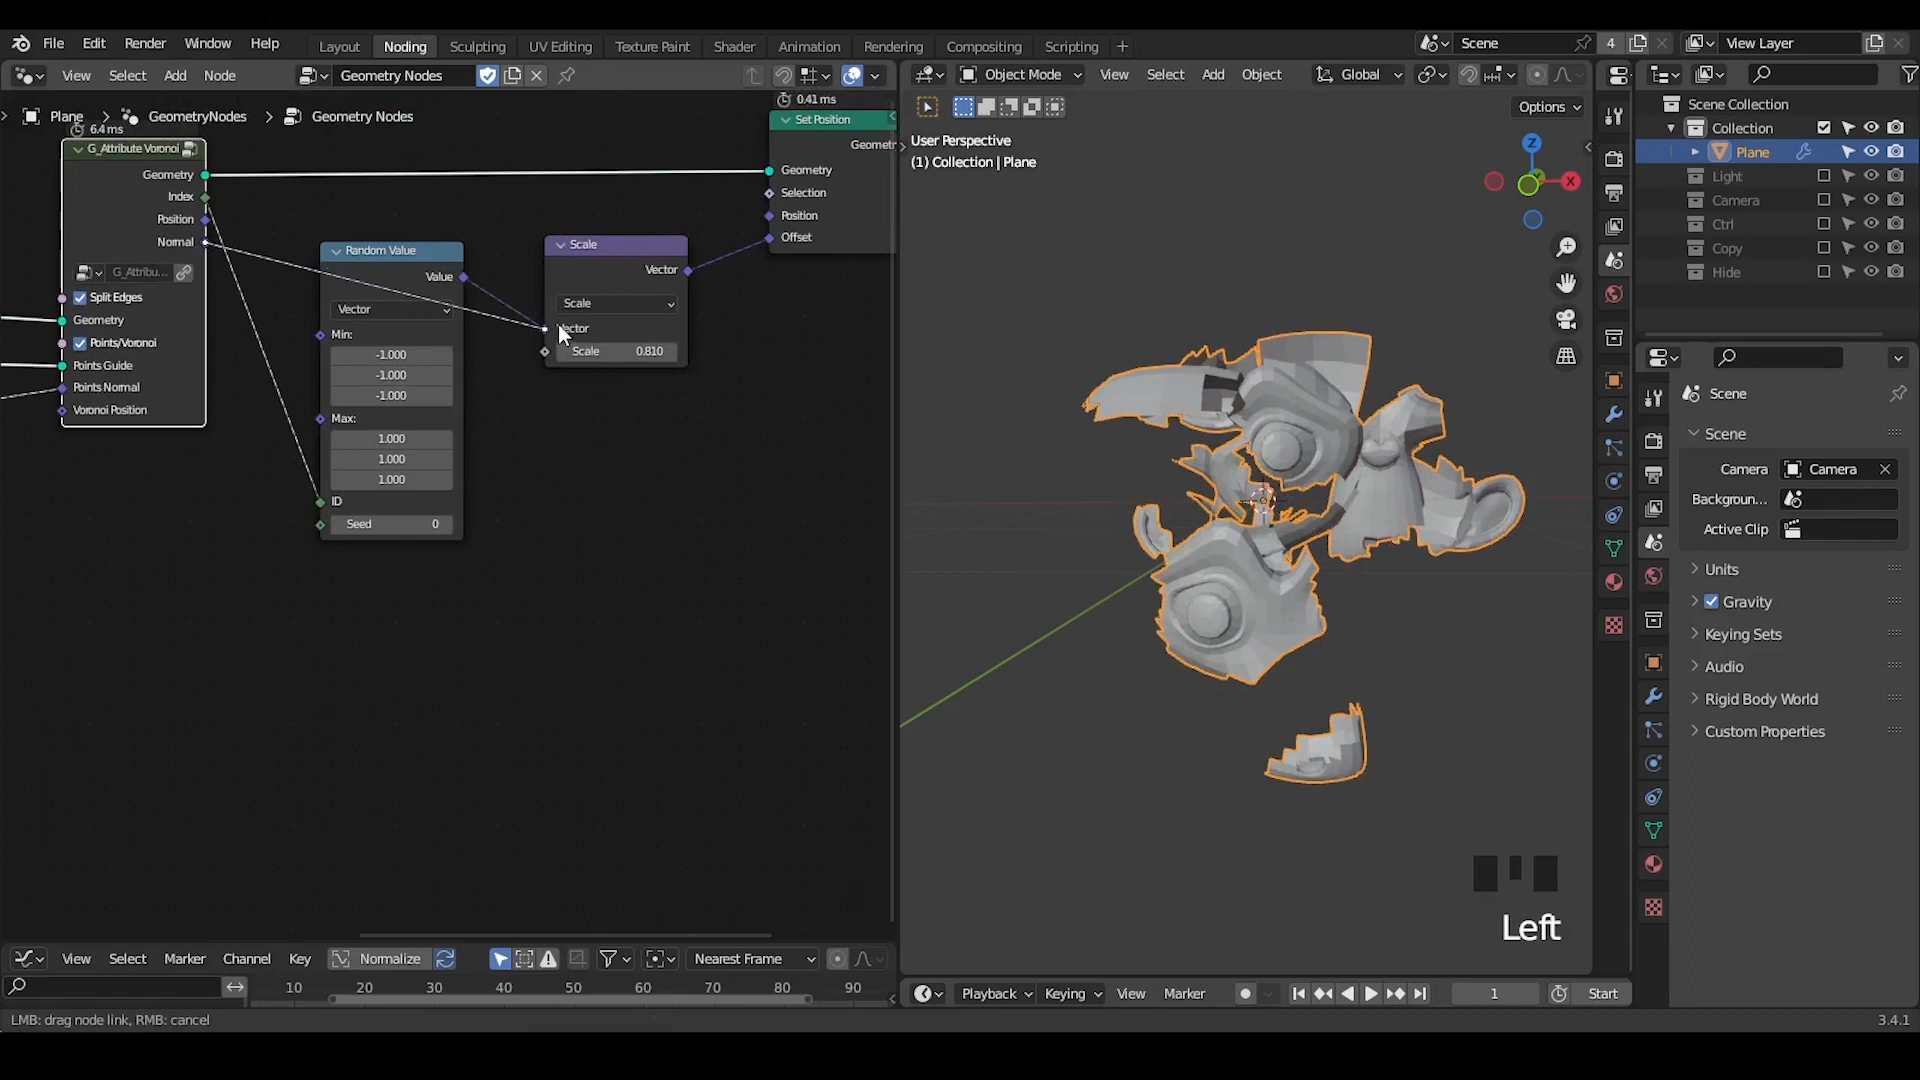 File Edit Render Window Help Layout Noding Sculpting UV Editing Texture Paint Shader Animation Rendering Compositing Scripting + Scene 4 View Layer
View Select Add Node Geometry Nodes Object Mode View Select Add Object Global
Plane > GeometryNodes > Geometry Nodes
Options
6.4 ms
G_Attribute Voronoi
Geometry
Index
Position
Normal
G_Attribu...
Split Edges
Geometry
Points/Voronoi
Points Guide
Points Normal
Voronoi Position
Random Value
Value
Vector
Min:
-1.000
-1.000
-1.000
Max:
1.000
1.000
1.000
ID
Seed 0
Scale
Vector
Scale
Scale 0.810
0.41 ms
Set Position
Geometry
Selection
Position
Offset
User Perspective
(1) Collection | Plane
Z
X
Left
Scene Collection
Collection
Plane
Light
Camera
Ctrl
Copy
Hide
Scene
Scene
Camera Camera
Backgroun...
Active Clip
Units
Gravity
Keying Sets
Audio
Rigid Body World
Custom Properties
View Select Marker Channel Key Normalize Nearest Frame
10 20 30 40 50 60 70 80 90
Playback Keying View Marker 1 Start
LMB: drag node link, RMB: cancel
3.4.1